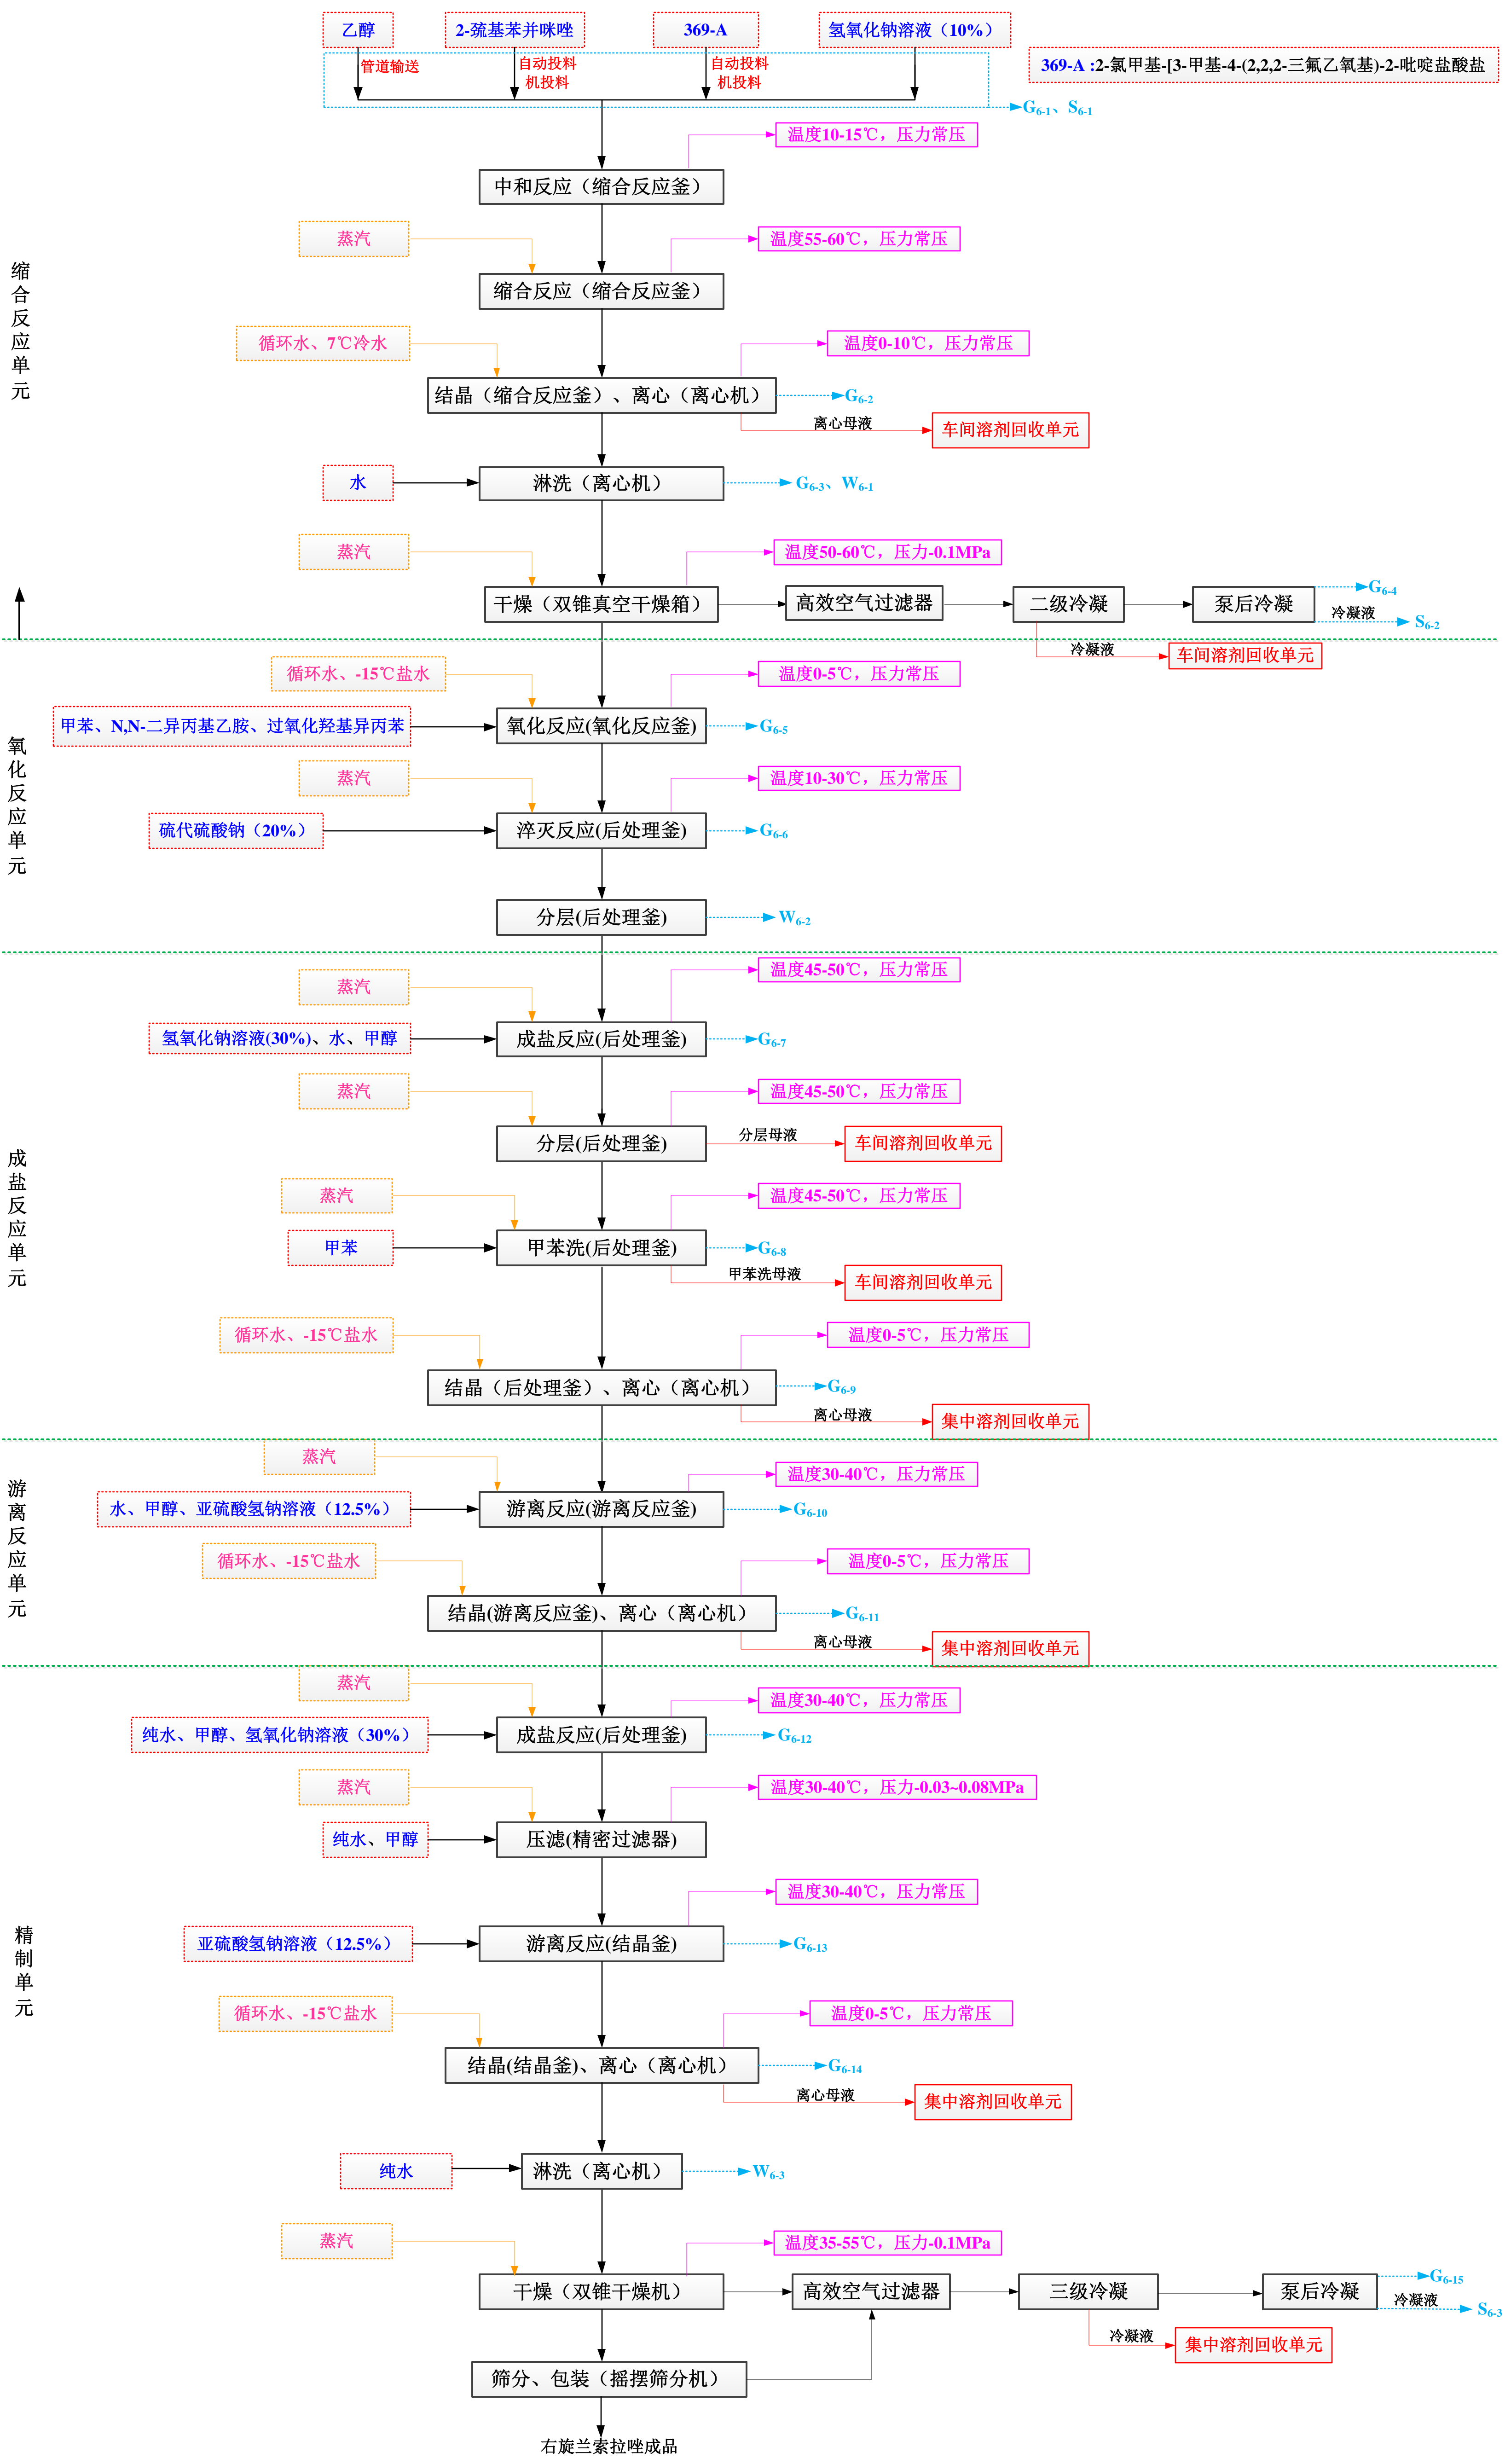 乙醇
2-巯基苯并咪唑
369-A
氢氧化钠溶液（10%）
369-A :2-氯甲基-[3-甲基-4-(2,2,2-三氟乙氧基)-2-吡啶盐酸盐
管道输送
自动投料
机投料
自动投料
机投料
G6-1、S6-1
温度10-15℃，压力常压
中和反应（缩合反应釜）
蒸汽
温度55-60℃，压力常压
缩合反应单元
缩合反应（缩合反应釜）
循环水、7℃冷水
温度0-10℃，压力常压
结晶（缩合反应釜）、离心（离心机）
G6-2
离心母液
车间溶剂回收单元
水
淋洗（离心机）
G6-3、W6-1
蒸汽
温度50-60℃，压力-0.1MPa
干燥（双锥真空干燥箱）
高效空气过滤器
二级冷凝
泵后冷凝
G6-4
冷凝液
S6-2
冷凝液
车间溶剂回收单元
循环水、-15℃盐水
温度0-5℃，压力常压
甲苯、N,N-二异丙基乙胺、过氧化羟基异丙苯
氧化反应(氧化反应釜)
G6-5
氧化反应单元
蒸汽
温度10-30℃，压力常压
硫代硫酸钠（20%）
淬灭反应(后处理釜)
G6-6
分层(后处理釜)
W6-2
蒸汽
温度45-50℃，压力常压
氢氧化钠溶液(30%)、水、甲醇
成盐反应(后处理釜)
G6-7
蒸汽
温度45-50℃，压力常压
分层(后处理釜)
分层母液
车间溶剂回收单元
成盐反应单元
蒸汽
温度45-50℃，压力常压
甲苯
甲苯洗(后处理釜)
G6-8
甲苯洗母液
车间溶剂回收单元
循环水、-15℃盐水
温度0-5℃，压力常压
结晶（后处理釜）、离心（离心机）
G6-9
离心母液
集中溶剂回收单元
蒸汽
温度30-40℃，压力常压
水、甲醇、亚硫酸氢钠溶液（12.5%）
游离反应(游离反应釜)
G6-10
游离反应单元
循环水、-15℃盐水
温度0-5℃，压力常压
结晶(游离反应釜)、离心（离心机）
G6-11
离心母液
集中溶剂回收单元
蒸汽
温度30-40℃，压力常压
纯水、甲醇、氢氧化钠溶液（30%）
成盐反应(后处理釜)
G6-12
蒸汽
温度30-40℃，压力-0.03~0.08MPa
纯水、甲醇
压滤(精密过滤器)
温度30-40℃，压力常压
亚硫酸氢钠溶液（12.5%）
游离反应(结晶釜)
G6-13
精制单元
循环水、-15℃盐水
温度0-5℃，压力常压
结晶(结晶釜)、离心（离心机）
G6-14
离心母液
集中溶剂回收单元
纯水
淋洗（离心机）
W6-3
蒸汽
温度35-55℃，压力-0.1MPa
干燥（双锥干燥机）
高效空气过滤器
三级冷凝
泵后冷凝
G6-15
冷凝液
S6-3
冷凝液
集中溶剂回收单元
筛分、包装（摇摆筛分机）
右旋兰索拉唑成品